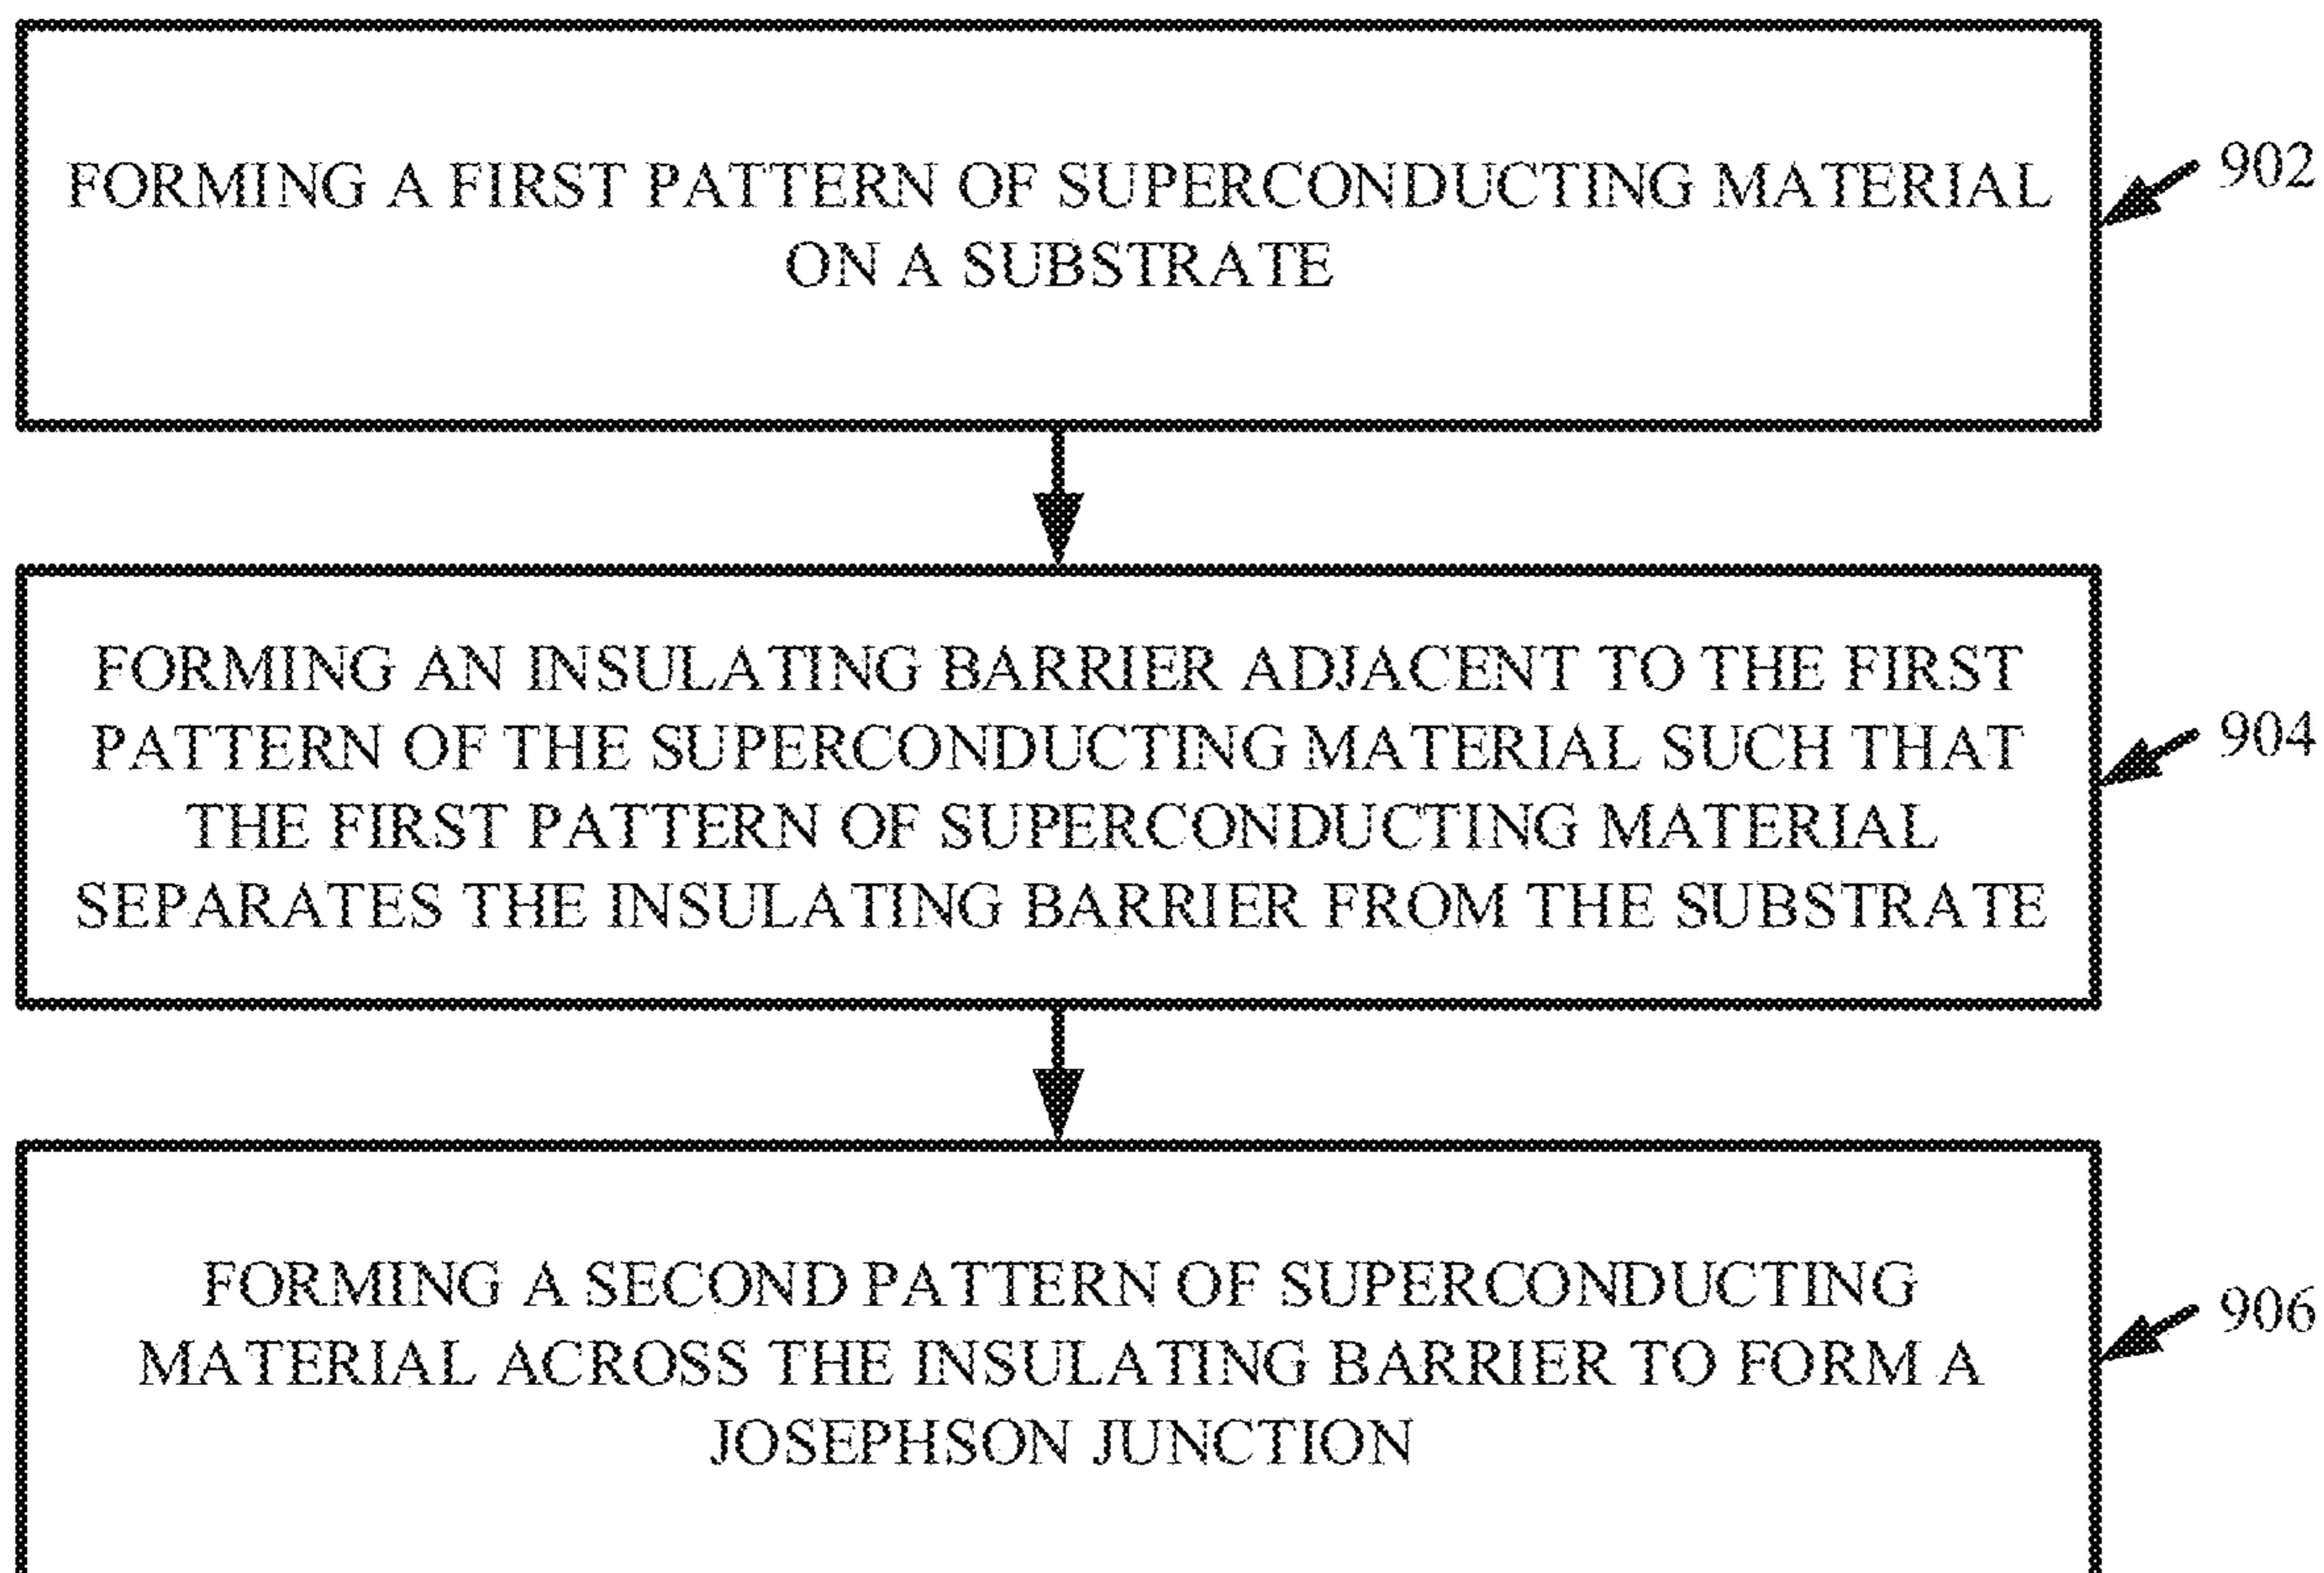 FORMING A FIRST PATTERN OF SUPERCONDUCTING MATERIAL
ON A SUBSTRATE
902
FORMING AN INSULATING BARRIER ADJACENT TO THE FIRST
PATTERN OF THE SUPERCONDUCTING MATERIAL SUCH THAT
THE FIRST PATTERN OF SUPERCONDUCTING MATERIAL
SEPARATES THE INSULATING BARRIER FROM THE SUBSTRATE
904
FORMING A SECOND PATTERN OF SUPERCONDUCTING
MATERIAL ACROSS THE INSULATING BARRIER TO FORM A
JOSEPHSON JUNCTION
906